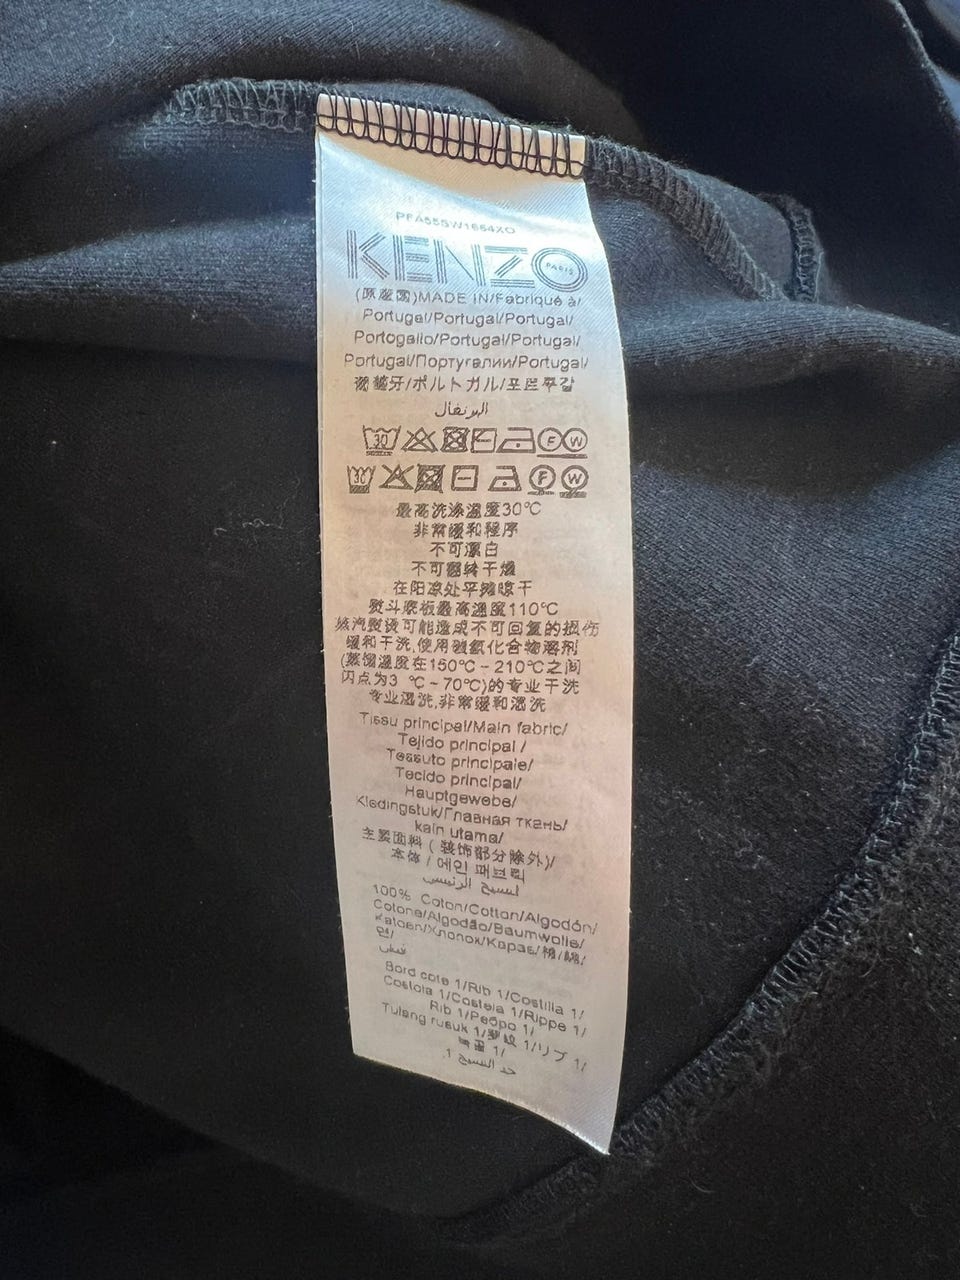 PFA55SW1664XO
KENZO PARIS
(原産国)MADE IN/Fabriqué à/
Portugal/Portugal/Portugal/
Portogallo/Portugal/Portugal/
Portugal/Португалии/Portugal/
葡萄牙/ポルトガル/포르투갈
البرتغال
30 F W
30 F W
最高洗涤温度30℃
非常缓和程序
不可漂白
不可翻转干燥
在阳凉处平摊晾干
熨斗底板最高温度110℃
蒸汽熨烫可能造成不可回复的损伤
缓和干洗,使用碳氢化合物溶剂
(蒸馏温度在150℃~210℃之间
闪点为3 ℃~70℃)的专业干洗
专业湿洗,非常缓和湿洗
Tissu principal/Main fabric/
Tejido principal /
Tessuto principale/
Tecido principal/
Hauptgewebe/
Kledingstuk/Главная ткань/
kain utama/
主要面料 ( 装饰部分除外)/
本体 / 메인 패브릭
لنسيج الرئيسي
100% Coton/Cotton/Algodón/
Cotone/Algodão/Baumwolle/
Katoen/Хлопок/Kapas/棉/綿/
면/
قطن
Bord cote 1/Rib 1/Costilla 1/
Costola 1/Costela 1/Rippe 1/
Rib 1/Ребро 1/
Tulang rusuk 1/罗纹 1/リブ 1/
1/
حد النسيج 1